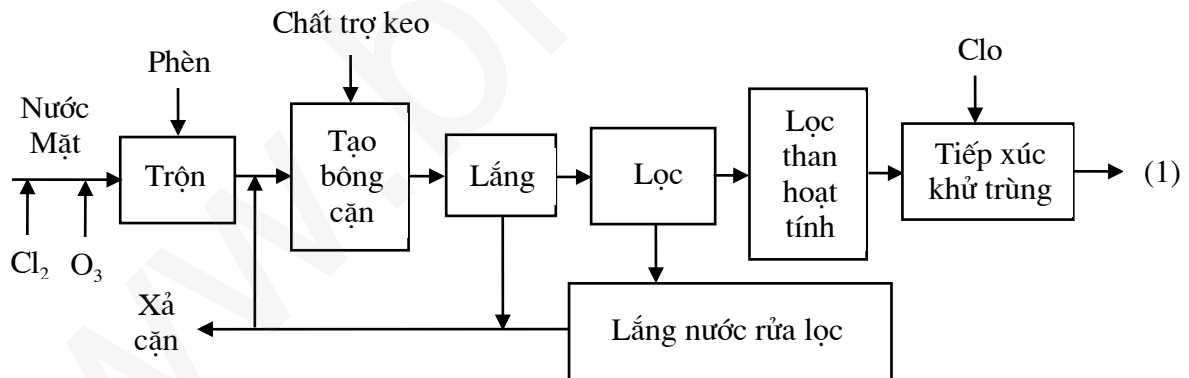 Chất trợ keo
Phèn
Clo
Nước
Mặt
Trộn
Tạo
bông
cặn
Lắng
Lọc
Lọc
than
hoạt
tính
Tiếp xúc
khử trùng
(1)
Cl₂
O₃
Xả
cặn
Lắng nước rửa lọc